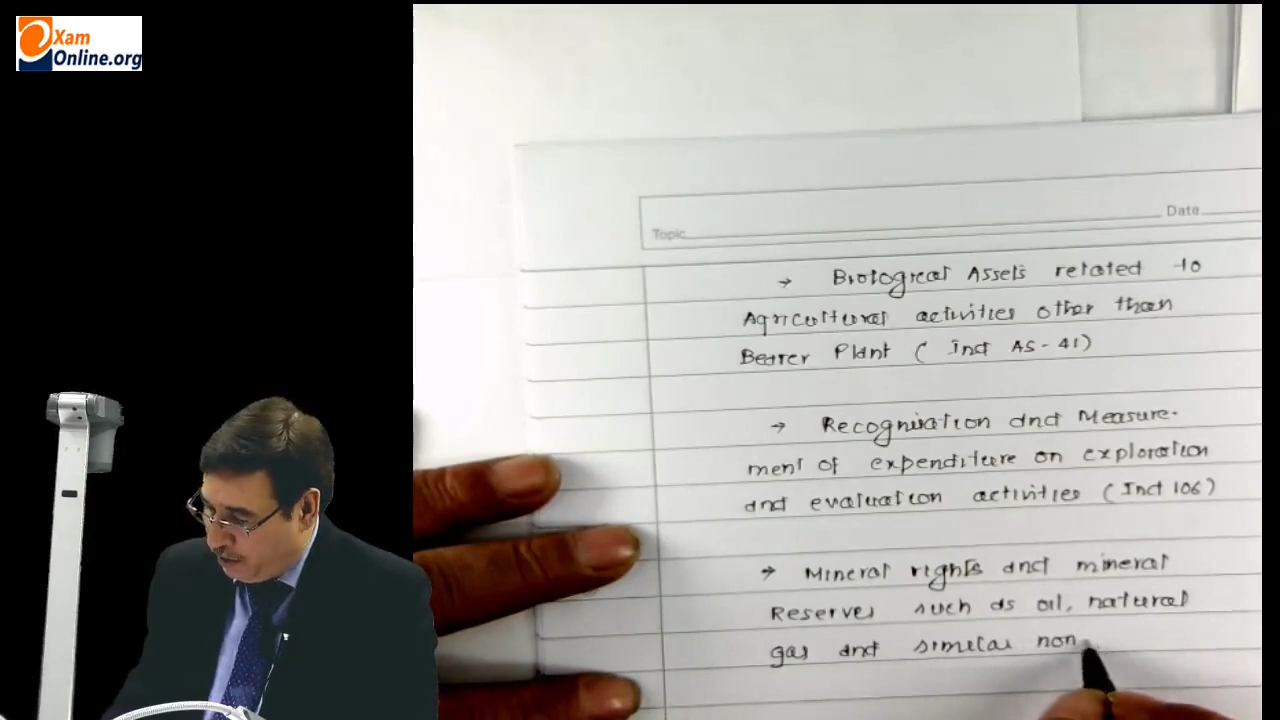 Xam
Online.org
Topic
Date
→ Biological Assets related to
Agricultural activities other than
Bearer Plant ( Ind AS - 41)
→ Recognisation and Measure-
ment of expenditure on exploration
and evaluation activities (Ind 106)
→ Mineral rights and mineral
Reserves such as oil, natural
gas and similar non